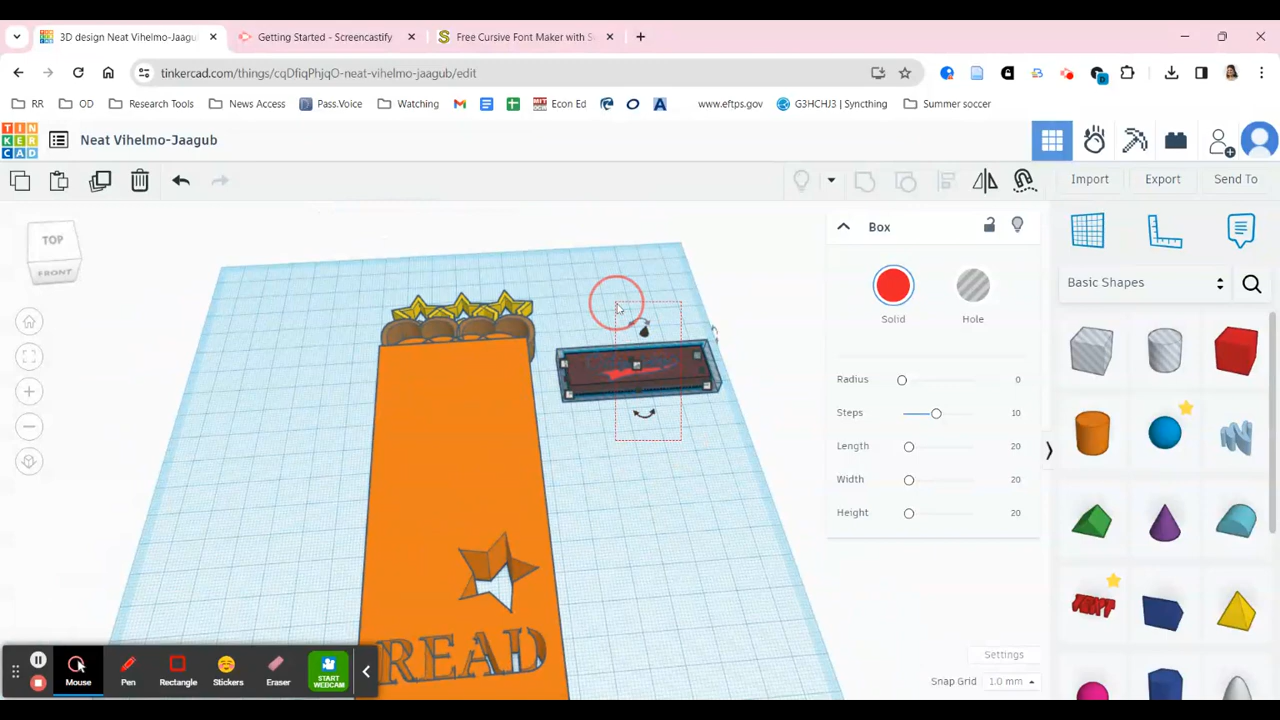 3D design Neat Vihelmo-Jaagub
Getting Started - Screencastify
Free Cursive Font Maker with S
tinkercad.com/things/cqDfiqPhjqO-neat-vihelmo-jaagub/edit
RR
OD
Research Tools
News Access
Pass.Voice
Watching
Econ Ed
www.eftps.gov
G3HCHJ3 | Syncthing
Summer soccer
TIN
KER
CAD
Neat Vihelmo-Jaagub
Import
Export
Send To
TOP
FRONT
Box
Solid
Hole
Radius 0
Steps 10
Length 20
Width 20
Height 20
Basic Shapes
TEXT
READ
Settings
Snap Grid 1.0 mm
Mouse
Pen
Rectangle
Stickers
Eraser
START
WEBCAM